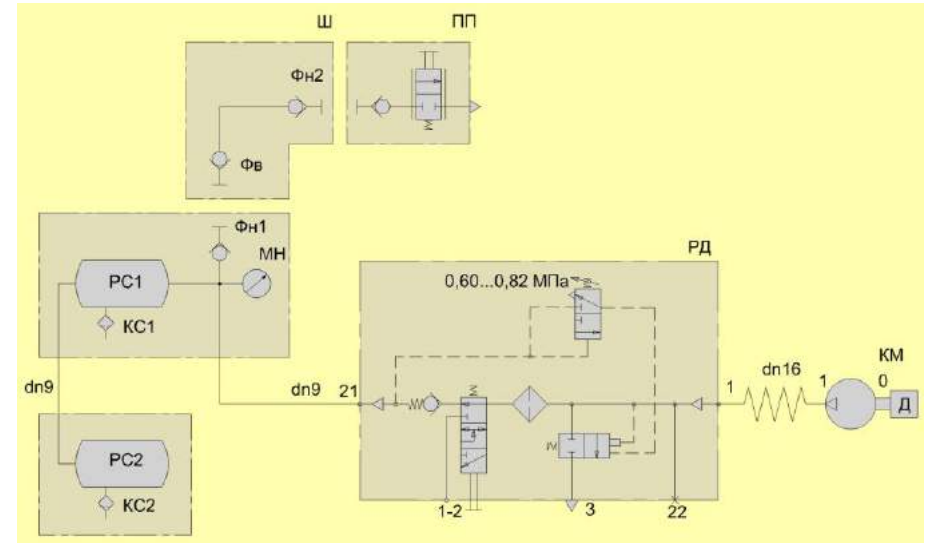 Ш
ПП
Фн2
Фв
Фн1
МН
РС1
КС1
dn9
dn9
РС2
КС2
РД
0,60...0,82 МПа
21
1
1-2
3
22
dn16
КМ
1
0
Д